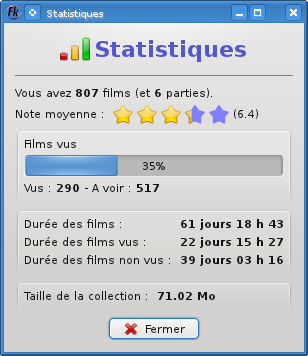 Fk Statistiques
Statistiques
Vous avez 807 films (et 6 parties).
Note moyenne : (6.4)
Films vus
35%
Vus : 290 - A voir : 517
Durée des films : 61 jours 18 h 43
Durée des films vus : 22 jours 15 h 27
Durée des films non vus : 39 jours 03 h 16
Taille de la collection : 71.02 Mo
Fermer